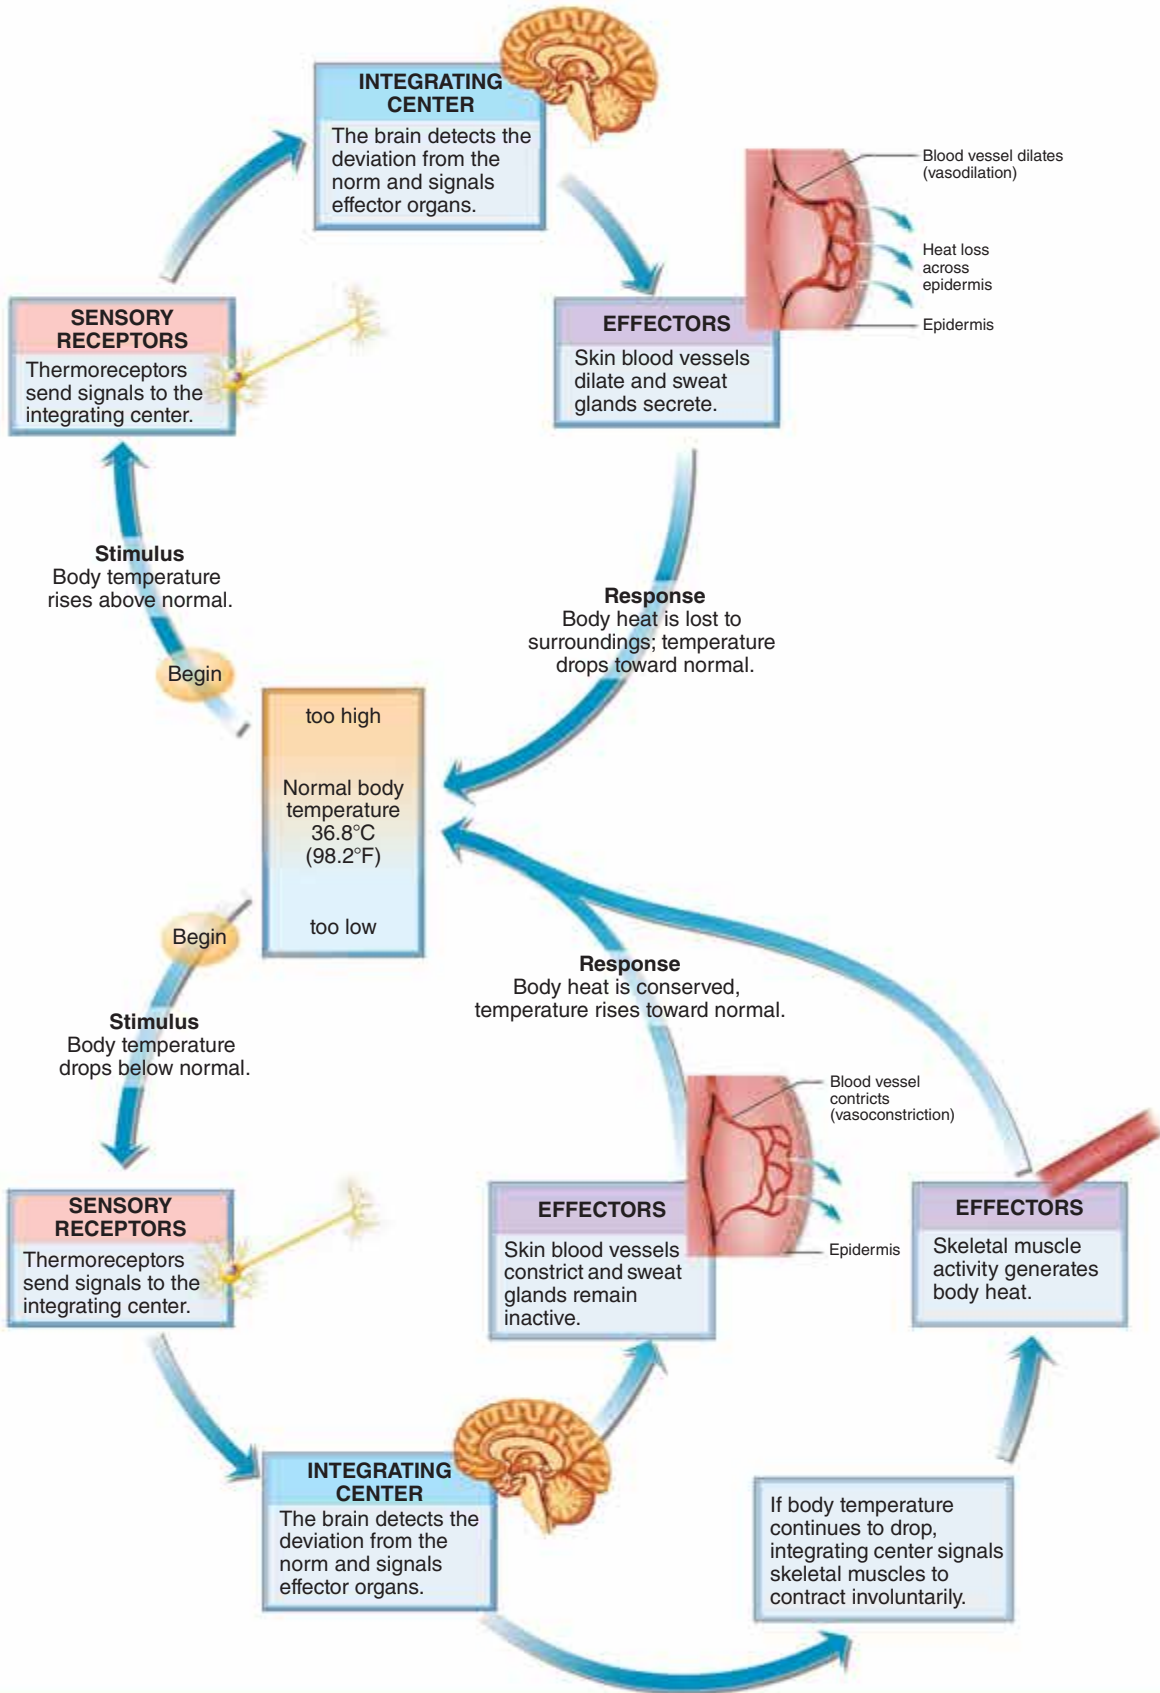 INTEGRATING
CENTER
The brain detects the
deviation from the
norm and signals
effector organs.
Blood vessel dilates
(vasodilation)
Heat loss
across
epidermis
Epidermis
SENSORY
RECEPTORS
Thermoreceptors
send signals to the
integrating center.
EFFECTORS
Skin blood vessels
dilate and sweat
glands secrete.
Stimulus
Body temperature
rises above normal.
Response
Body heat is lost to
surroundings; temperature
drops toward normal.
Begin
too high
Normal body
temperature
36.8°C
(98.2°F)
too low
Begin
Stimulus
Body temperature
drops below normal.
Response
Body heat is conserved,
temperature rises toward normal.
Blood vessel
contricts
(vasoconstriction)
Epidermis
SENSORY
RECEPTORS
Thermoreceptors
send signals to the
integrating center.
EFFECTORS
Skin blood vessels
constrict and sweat
glands remain
inactive.
EFFECTORS
Skeletal muscle
activity generates
body heat.
INTEGRATING
CENTER
The brain detects the
deviation from the
norm and signals
effector organs.
If body temperature
continues to drop,
integrating center signals
skeletal muscles to
contract involuntarily.